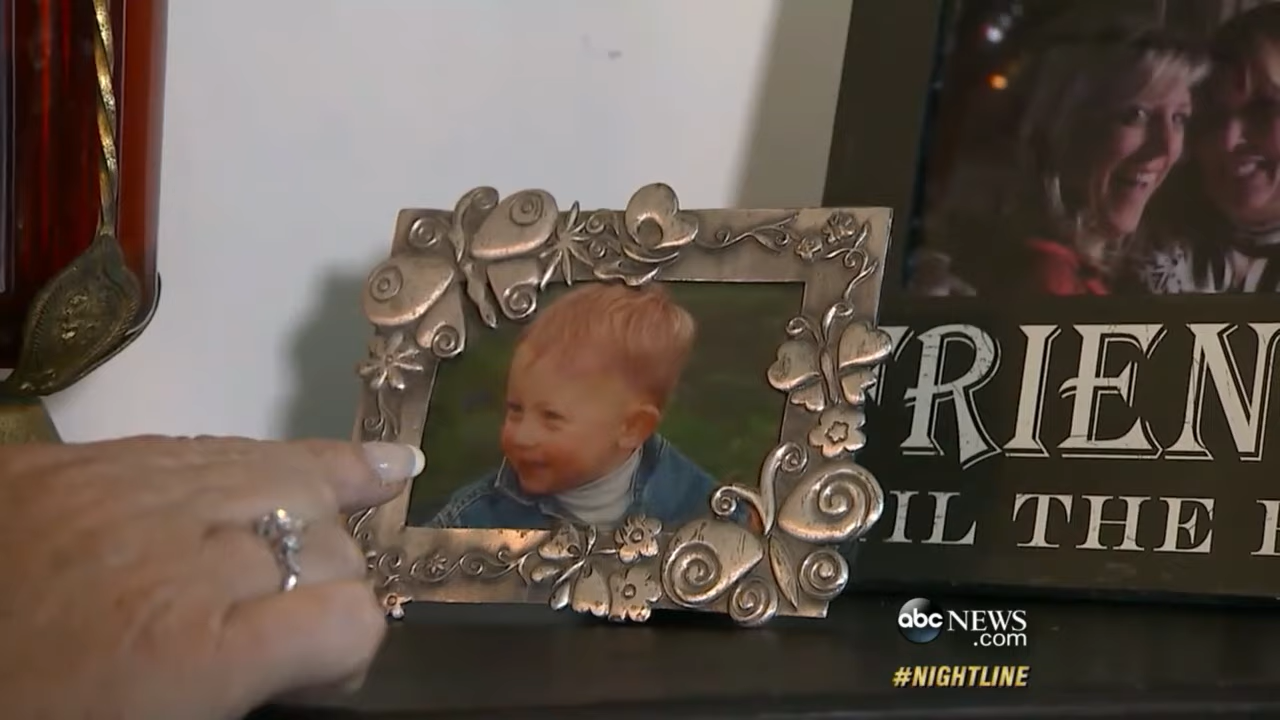 RIEN
IL THE
abc NEWS
.com
#NIGHTLINE